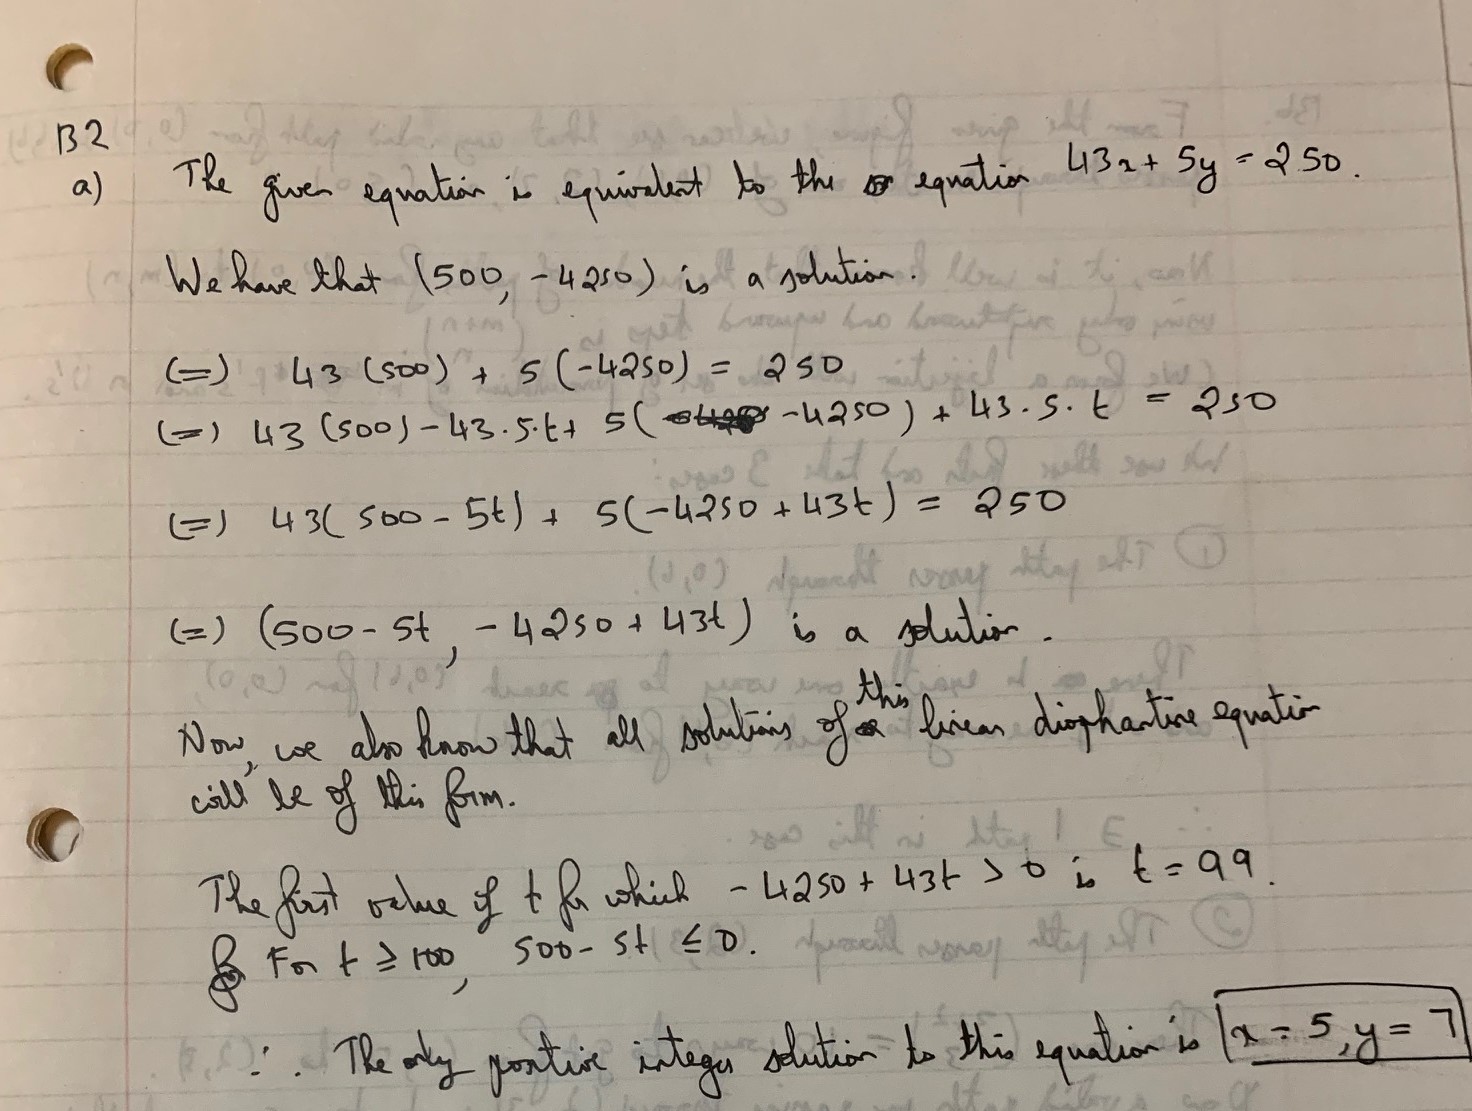 B2
a) The given equation is equivalent to the equation 43x + 5y = 250.
We have that (500, -4250) is a solution.
(=) 43(500) + 5(-4250) = 250
(=) 43(500) - 43.5.t + 5( -4250) + 43.5.t = 250
(=) 43(500 - 5t) + 5(-4250 + 43t) = 250
(=) (500 - 5t, -4250 + 43t) is a solution.
Now, we also know that all solutions of this linear diophantine equation
will be of this form.
The first value of t for which -4250 + 43t > 0 is t = 99.
For t ≥ 100, 500 - 5t ≤ 0.
∴ The only positive integer solution to this equation is x = 5, y = 7